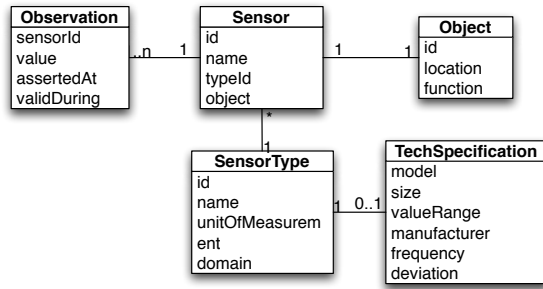 Observation
sensorId
value
assertedAt
validDuring
..n
1
Sensor
id
name
typeId
object
1
1
Object
id
location
function
*
1
SensorType
id
name
unitOfMeasurem
ent
domain
1
0..1
TechSpecification
model
size
valueRange
manufacturer
frequency
deviation